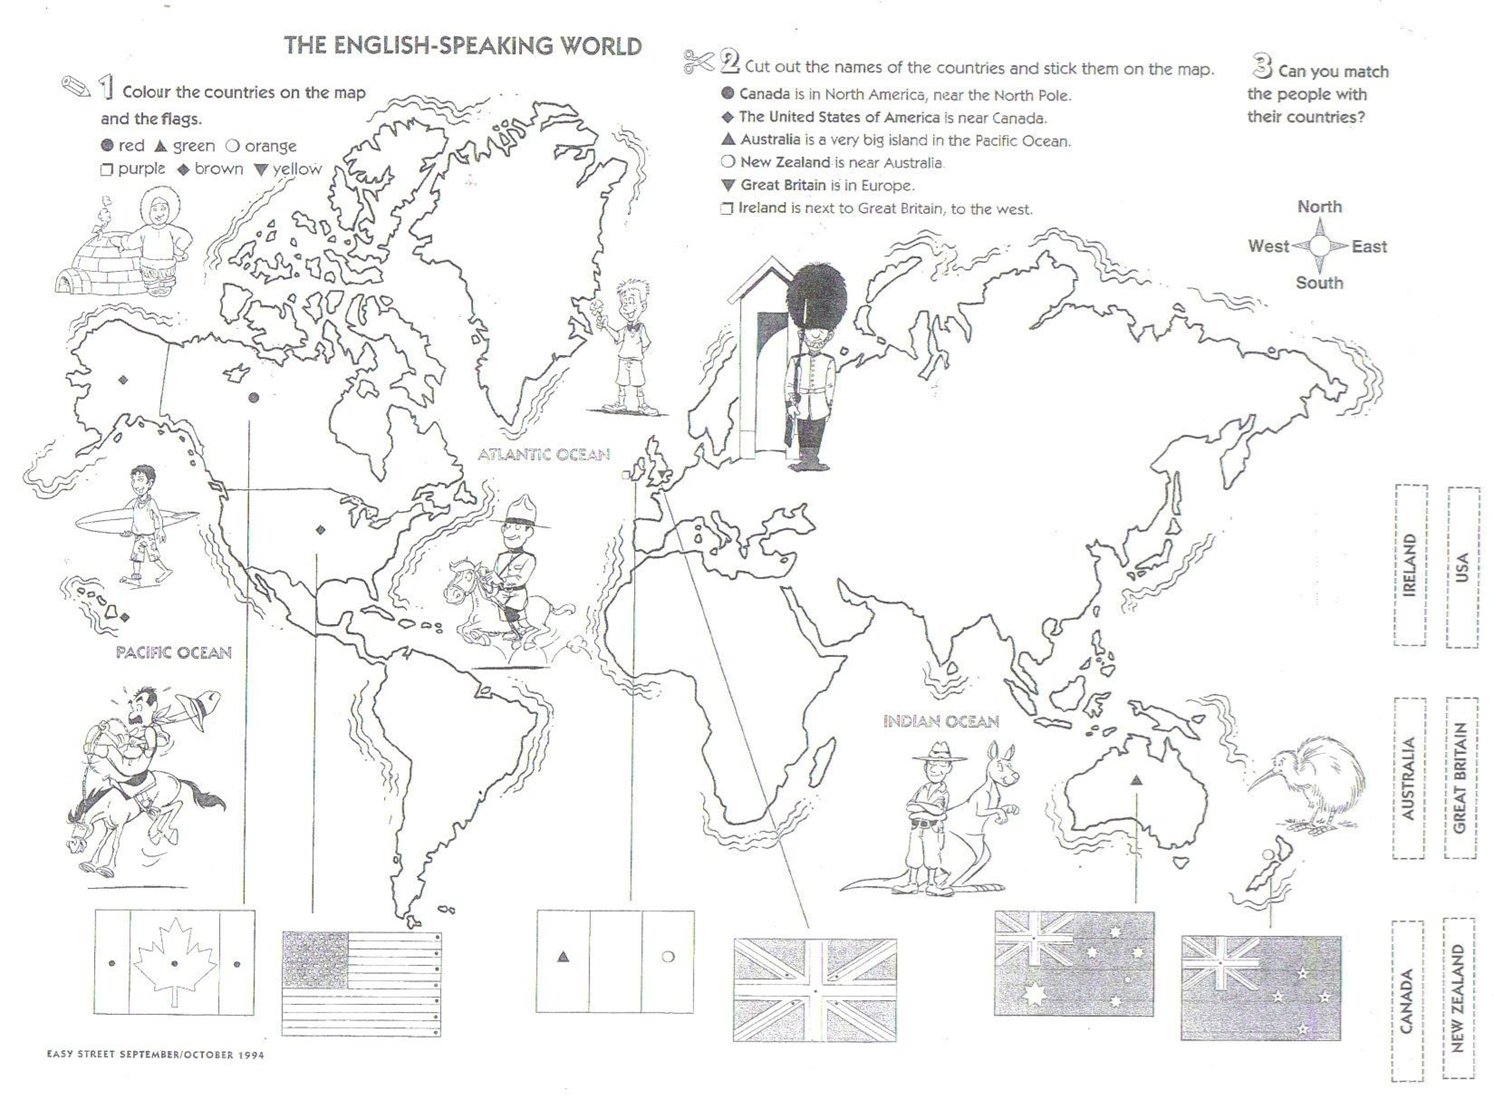 THE ENGLISH-SPEAKING WORLD
1 Colour the countries on the map
and the flags.
red green orange
purple brown yellow
2 Cut out the names of the countries and stick them on the map.
Canada is in North America, near the North Pole.
The United States of America is near Canada.
Australia is a very big island in the Pacific Ocean.
New Zealand is near Australia.
Great Britain is in Europe.
Ireland is next to Great Britain, to the west.
3 Can you match
the people with
their countries?
North
West East
South
ATLANTIC OCEAN
PACIFIC OCEAN
INDIAN OCEAN
IRELAND
USA
AUSTRALIA
GREAT BRITAIN
CANADA
NEW ZEALAND
EASY STREET SEPTEMBER/OCTOBER 1994